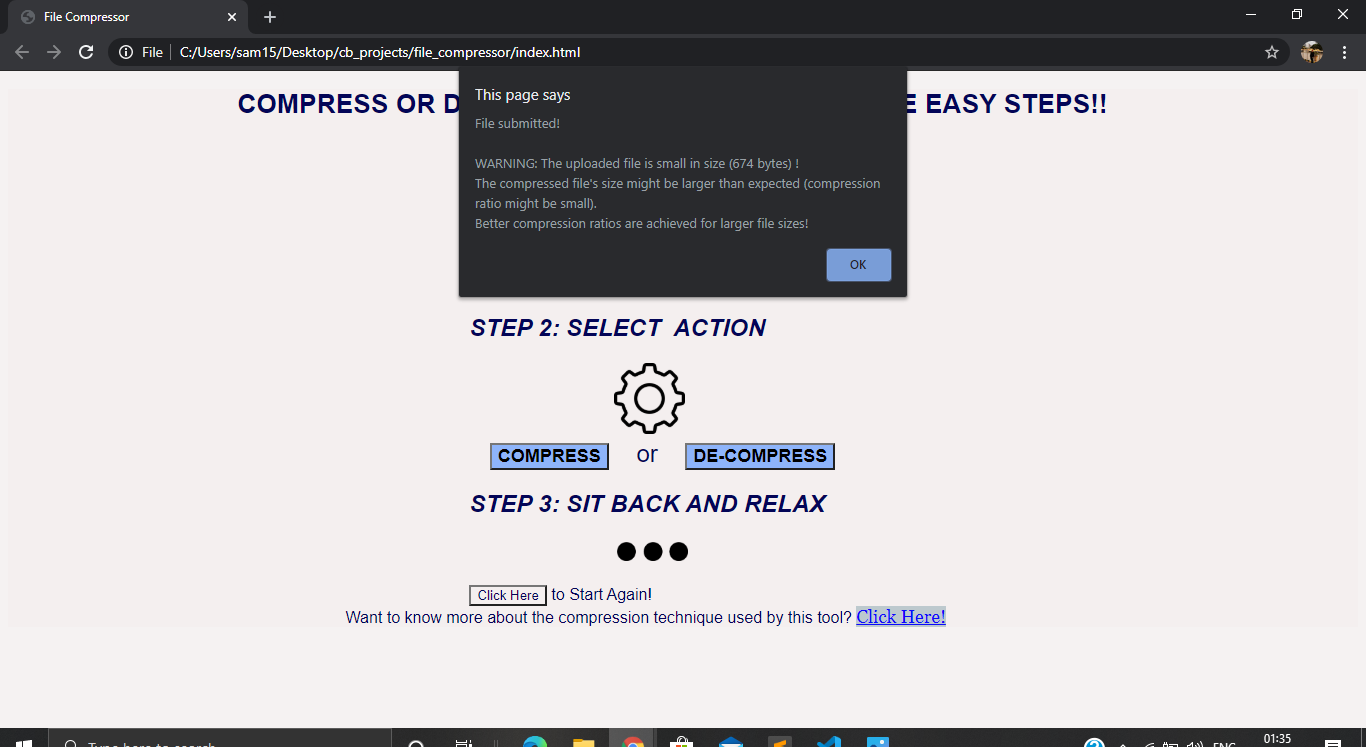 File Compressor
File C:/Users/sam15/Desktop/cb_projects/file_compressor/index.html
COMPRESS OR D
E EASY STEPS!!
This page says
File submitted!
WARNING: The uploaded file is small in size (674 bytes) !
The compressed file's size might be larger than expected (compression
ratio might be small).
Better compression ratios are achieved for larger file sizes!
OK
STEP 2: SELECT ACTION
COMPRESS or DE-COMPRESS
STEP 3: SIT BACK AND RELAX
Click Here to Start Again!
Want to know more about the compression technique used by this tool? Click Here!
Type here to search
ENG
01:35